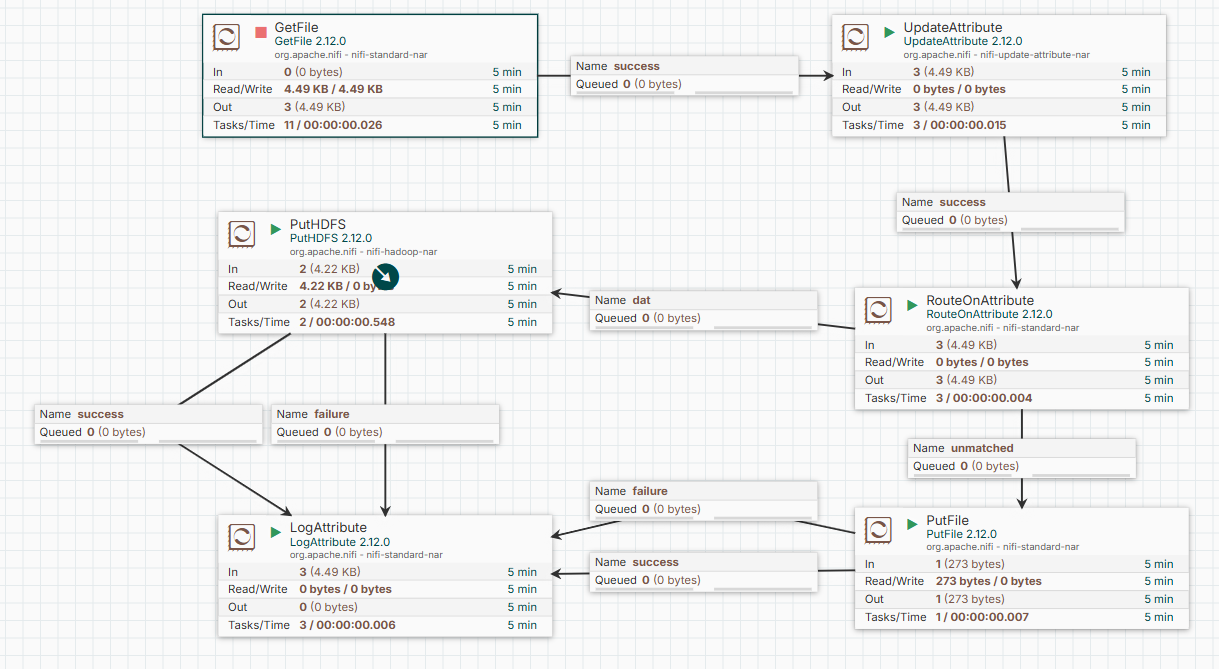 GetFile
GetFile 2.12.0
org.apache.nifi - nifi-standard-nar
In 0 (0 bytes) 5 min
Read/Write 4.49 KB / 4.49 KB 5 min
Out 3 (4.49 KB) 5 min
Tasks/Time 11 / 00:00:00.026 5 min
Name success
Queued 0 (0 bytes)
UpdateAttribute
UpdateAttribute 2.12.0
org.apache.nifi - nifi-update-attribute-nar
In 3 (4.49 KB) 5 min
Read/Write 0 bytes / 0 bytes 5 min
Out 3 (4.49 KB) 5 min
Tasks/Time 3 / 00:00:00.015 5 min
Name success
Queued 0 (0 bytes)
PutHDFS
PutHDFS 2.12.0
org.apache.nifi - nifi-hadoop-nar
In 2 (4.22 KB) 5 min
Read/Write 4.22 KB / 0 by 5 min
Out 2 (4.22 KB) 5 min
Tasks/Time 2 / 00:00:00.548 5 min
Name dat
Queued 0 (0 bytes)
RouteOnAttribute
RouteOnAttribute 2.12.0
org.apache.nifi - nifi-standard-nar
In 3 (4.49 KB) 5 min
Read/Write 0 bytes / 0 bytes 5 min
Out 3 (4.49 KB) 5 min
Tasks/Time 3 / 00:00:00.004 5 min
Name success
Queued 0 (0 bytes)
Name failure
Queued 0 (0 bytes)
Name unmatched
Queued 0 (0 bytes)
Name failure
Queued 0 (0 bytes)
Name success
Queued 0 (0 bytes)
LogAttribute
LogAttribute 2.12.0
org.apache.nifi - nifi-standard-nar
In 3 (4.49 KB) 5 min
Read/Write 0 bytes / 0 bytes 5 min
Out 0 (0 bytes) 5 min
Tasks/Time 3 / 00:00:00.006 5 min
PutFile
PutFile 2.12.0
org.apache.nifi - nifi-standard-nar
In 1 (273 bytes) 5 min
Read/Write 273 bytes / 0 bytes 5 min
Out 1 (273 bytes) 5 min
Tasks/Time 1 / 00:00:00.007 5 min